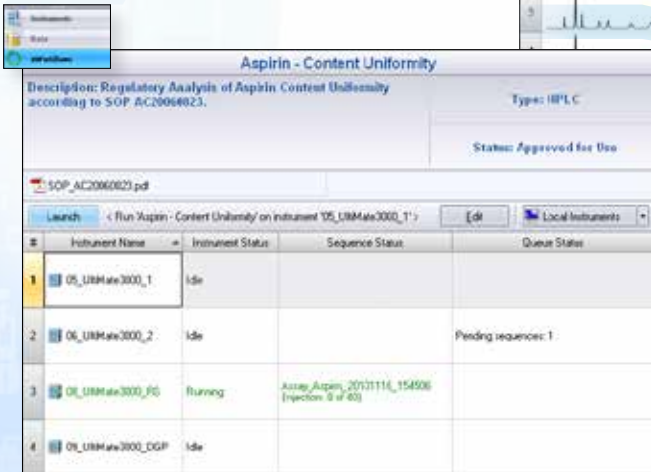 Instruments
Data
eWorkflows
Aspirin - Content Uniformity
Description: Regulatory Analysis of Aspirin Content Uniformity
according to SOP AC20060823.
Type: HPLC
Status: Approved for Use
SOP_AC20060823.pdf
Launch < Run 'Aspirin - Content Uniformity' on instrument '05_UltiMate3000_1' > Edit Local Instruments
# Instrument Name Instrument Status Sequence Status Queue Status
1 05_UltiMate3000_1 Idle
2 06_UltiMate3000_2 Idle Pending sequences: 1
3 08_UltiMate3000_RS Running Assay_Aspirin_20101116_154506
(Injection: 0 of 40)
4 09_UltiMate3000_DGP Idle